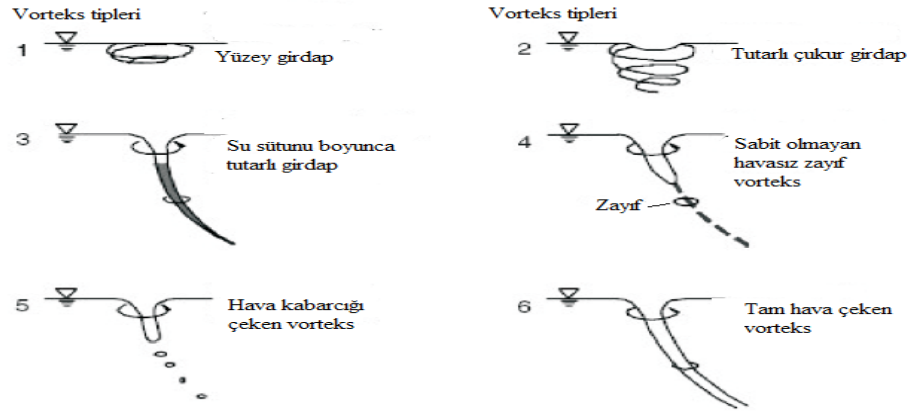 Vorteks tipleri
Vorteks tipleri
1
Yüzey girdap
2
Tutarlı çukur girdap
3
Su sütunu boyunca
tutarlı girdap
4
Sabit olmayan
havasız zayıf
vorteks
Zayıf
5
Hava kabarcığı
çeken vorteks
6
Tam hava çeken
vorteks